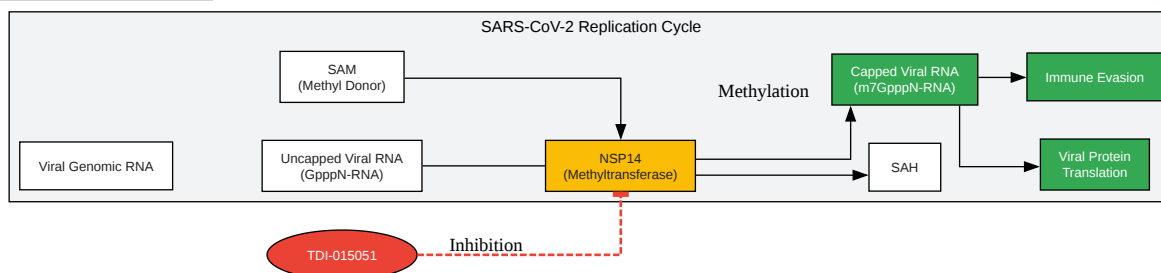 SARS-CoV-2 Replication Cycle
SAM
(Methyl Donor)
Methylation
Capped Viral RNA
(m7GpppN-RNA)
Immune Evasion
Viral Genomic RNA
Uncapped Viral RNA
(GpppN-RNA)
NSP14
(Methyltransferase)
SAH
Viral Protein
Translation
TDI-015051
Inhibition